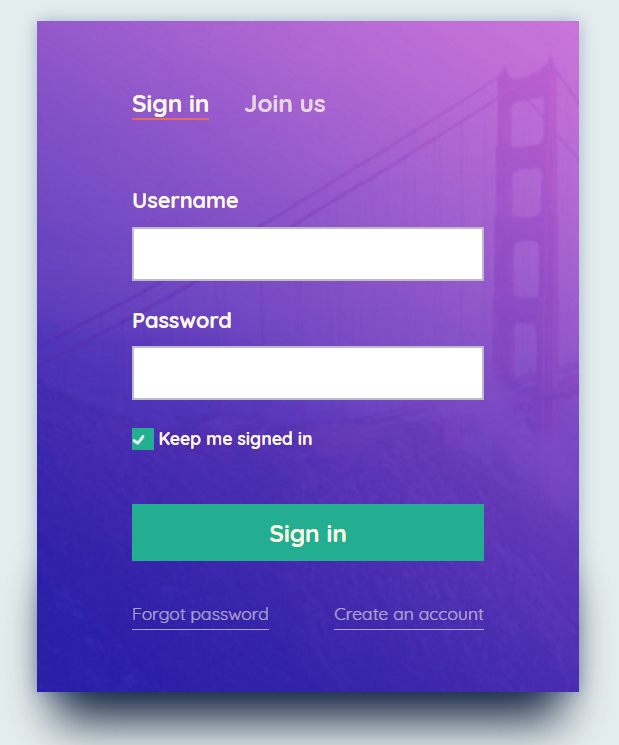 Sign in Join us
Username
Password
Keep me signed in
Sign in
Forgot password Create an account